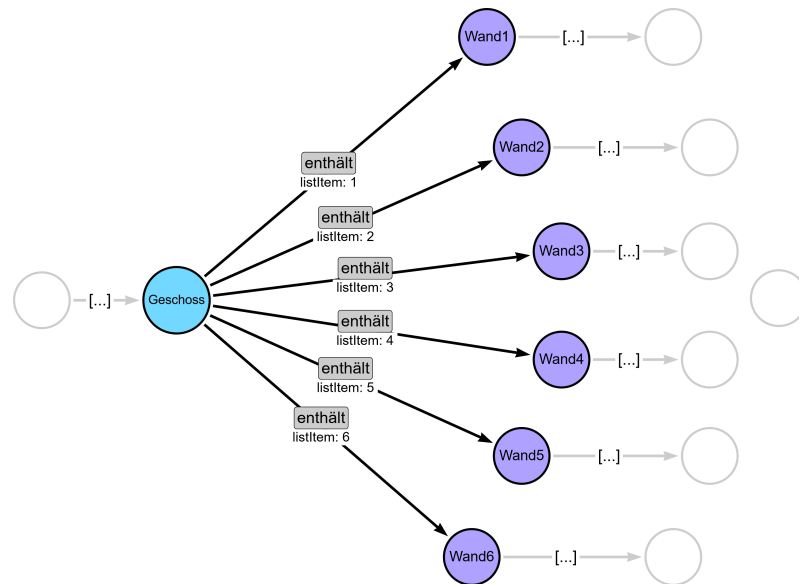 Wand1
[...]
enthält
listItem: 1
Wand2
[...]
enthält
listItem: 2
Wand3
[...]
enthält
listItem: 3
[...]
Geschoss
enthält
listItem: 4
Wand4
[...]
enthält
listItem: 5
Wand5
[...]
enthält
listItem: 6
Wand6
[...]